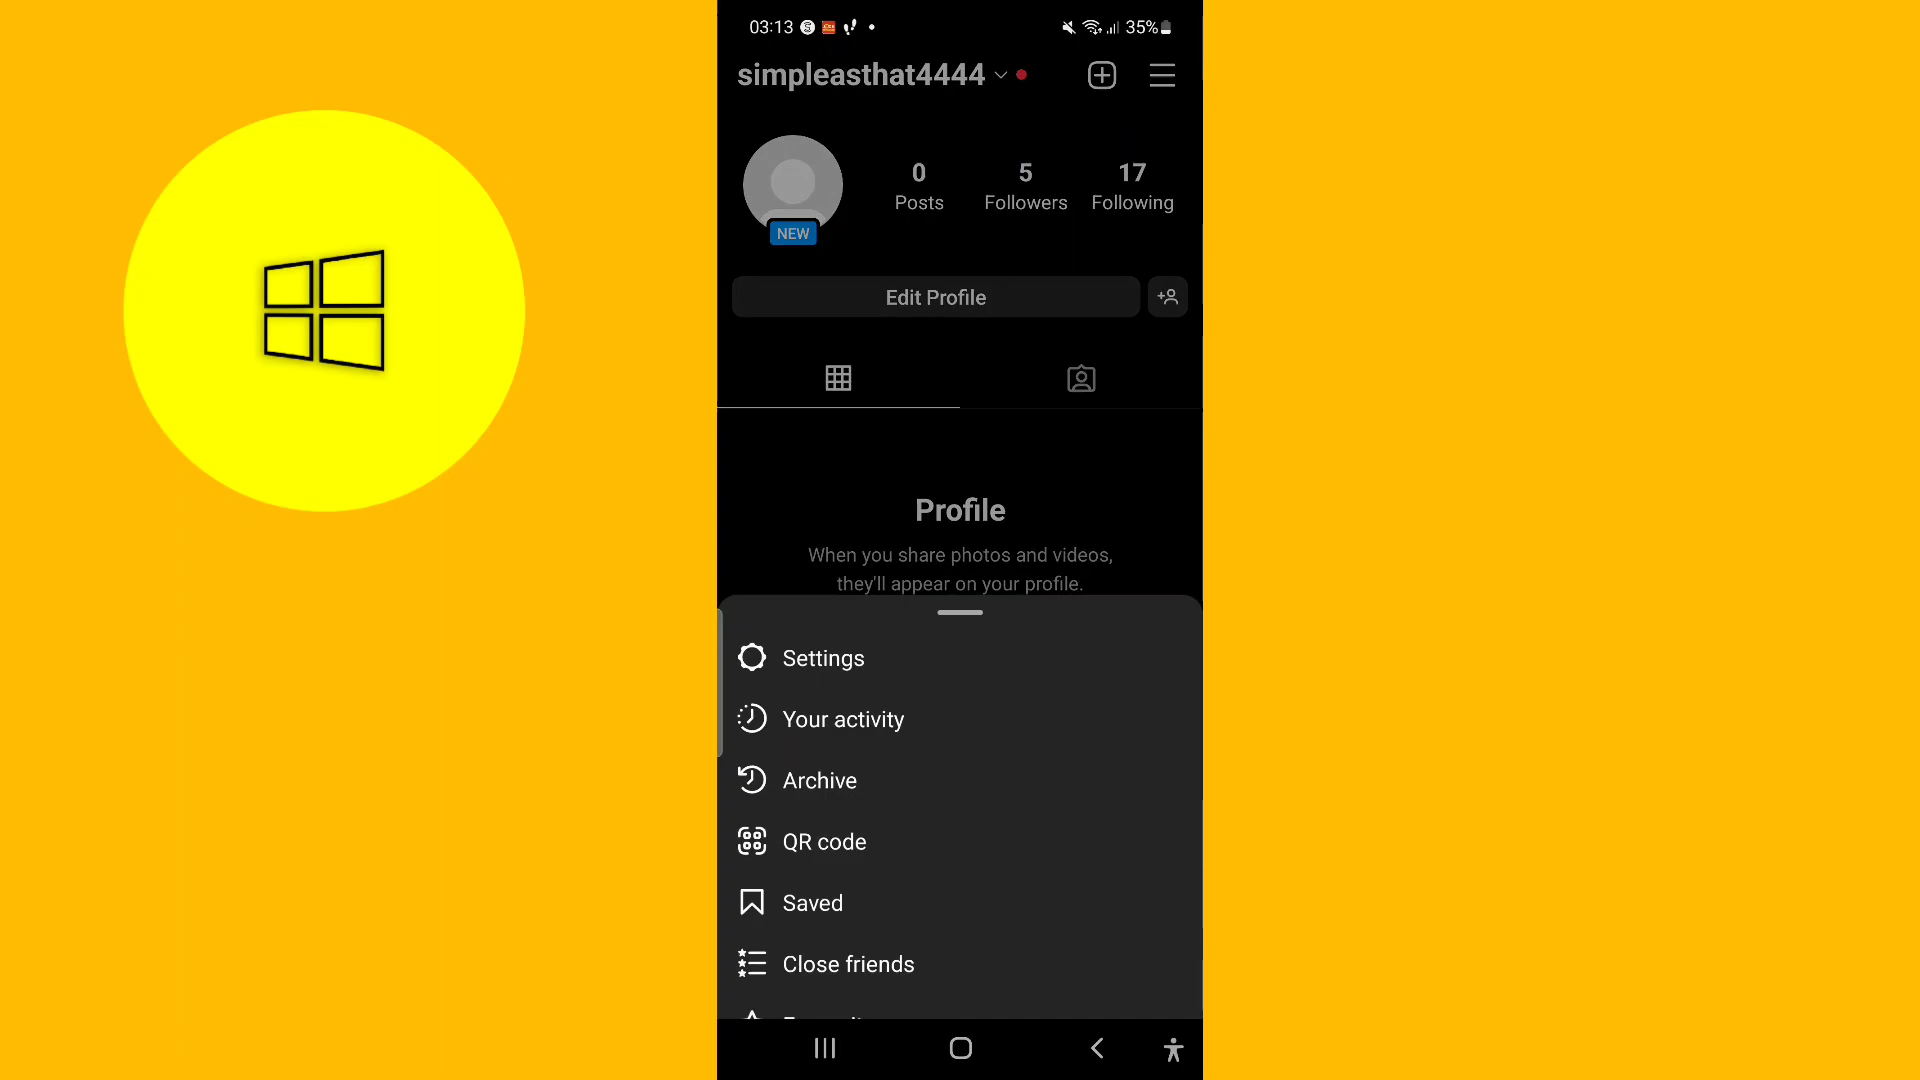 03:13
35%
simpleasthat4444
0
5
17
Posts
Followers
Following
NEW
Edit Profile
Profile
When you share photos and videos,
they'll appear on your profile.
Settings
Your activity
Archive
QR code
Saved
Close friends